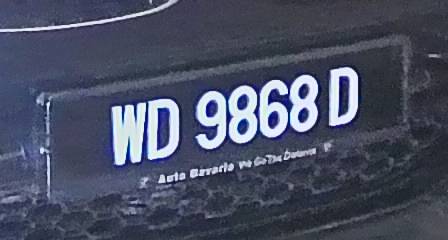 WD 9868 D
Auto Bavaria We Go The Distance